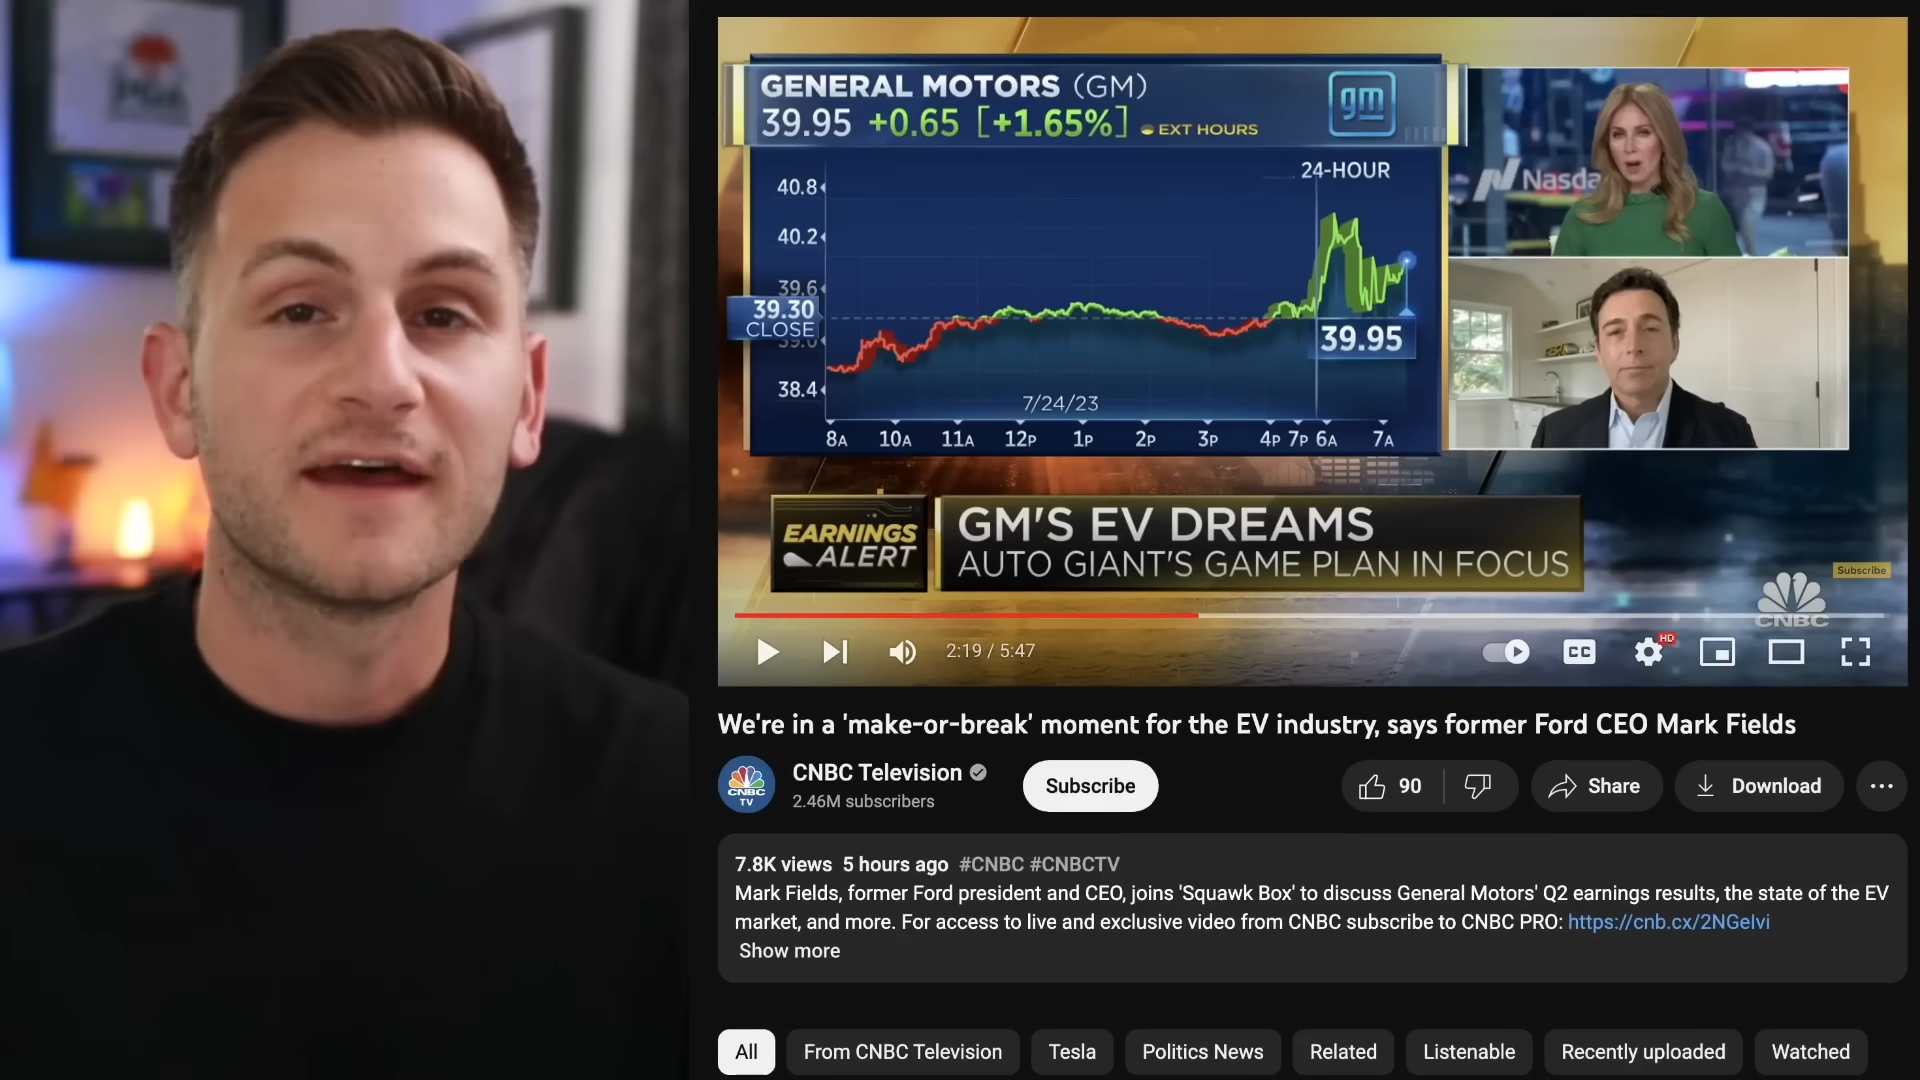 GENERAL MOTORS (GM)
39.95 +0.65 [+1.65%] EXT HOURS
gm
24-HOUR
40.8
40.2
39.6
39.30
CLOSE
39.0
38.4
39.95
7/24/23
8A 10A 11A 12P 1P 2P 3P 4P 7P 6A 7A
Nasda
EARNINGS
ALERT
GM'S EV DREAMS
AUTO GIANT'S GAME PLAN IN FOCUS
Subscribe
CNBC
2:19 / 5:47
CC
HD
We're in a 'make-or-break' moment for the EV industry, says former Ford CEO Mark Fields
CNBC
TV
CNBC Television
2.46M subscribers
Subscribe
90
Share
Download
7.8K views 5 hours ago #CNBC #CNBCTV
Mark Fields, former Ford president and CEO, joins 'Squawk Box' to discuss General Motors' Q2 earnings results, the state of the EV
market, and more. For access to live and exclusive video from CNBC subscribe to CNBC PRO: https://cnb.cx/2NGeIvi
Show more
All
From CNBC Television
Tesla
Politics News
Related
Listenable
Recently uploaded
Watched